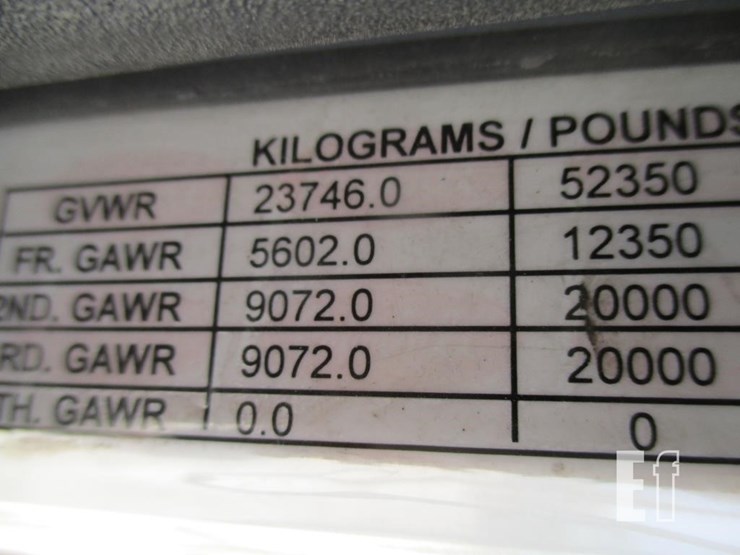 KILOGRAMS / POUNDS
GVWR 23746.0 52350
FR. GAWR 5602.0 12350
2ND. GAWR 9072.0 20000
RD. GAWR 9072.0 20000
TH. GAWR 0.0 0
Ef